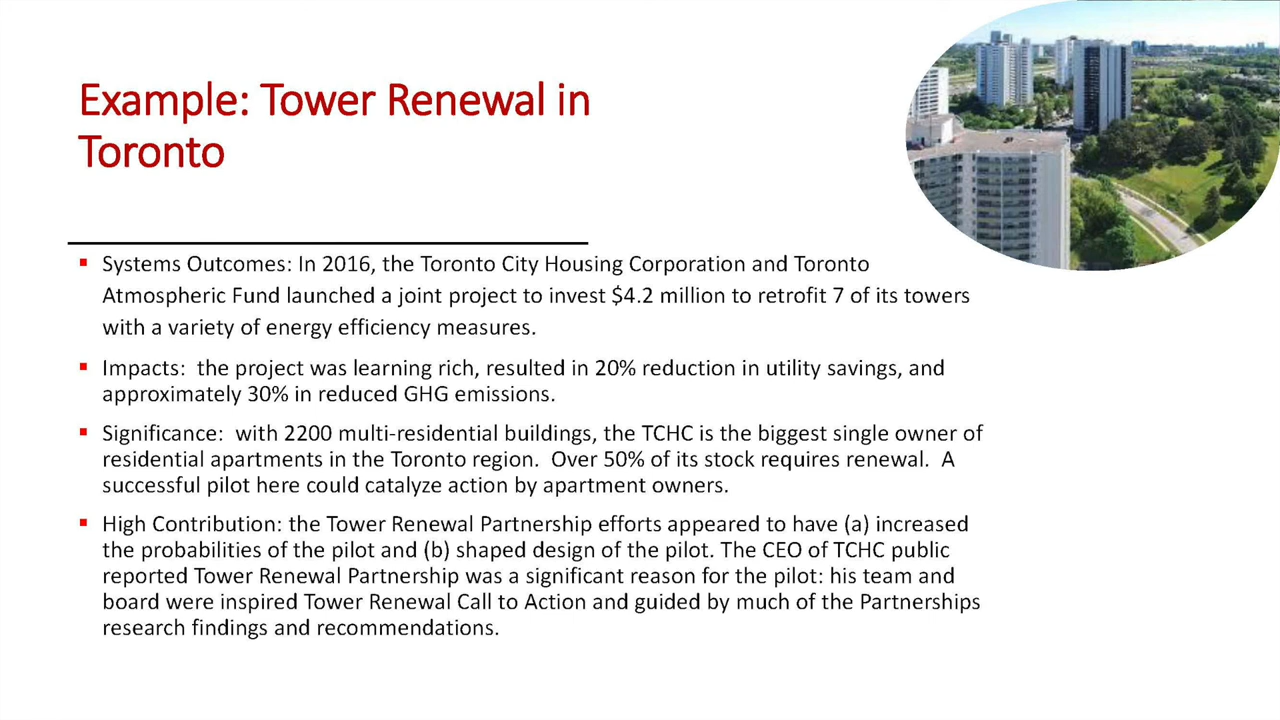 Example: Tower Renewal in
Toronto
▪ Systems Outcomes: In 2016, the Toronto City Housing Corporation and Toronto
Atmospheric Fund launched a joint project to invest $4.2 million to retrofit 7 of its towers
with a variety of energy efficiency measures.
▪ Impacts:  the project was learning rich, resulted in 20% reduction in utility savings, and
approximately 30% in reduced GHG emissions.
▪ Significance:  with 2200 multi-residential buildings, the TCHC is the biggest single owner of
residential apartments in the Toronto region.  Over 50% of its stock requires renewal.  A
successful pilot here could catalyze action by apartment owners.
▪ High Contribution: the Tower Renewal Partnership efforts appeared to have (a) increased
the probabilities of the pilot and (b) shaped design of the pilot. The CEO of TCHC public
reported Tower Renewal Partnership was a significant reason for the pilot: his team and
board were inspired Tower Renewal Call to Action and guided by much of the Partnerships
research findings and recommendations.